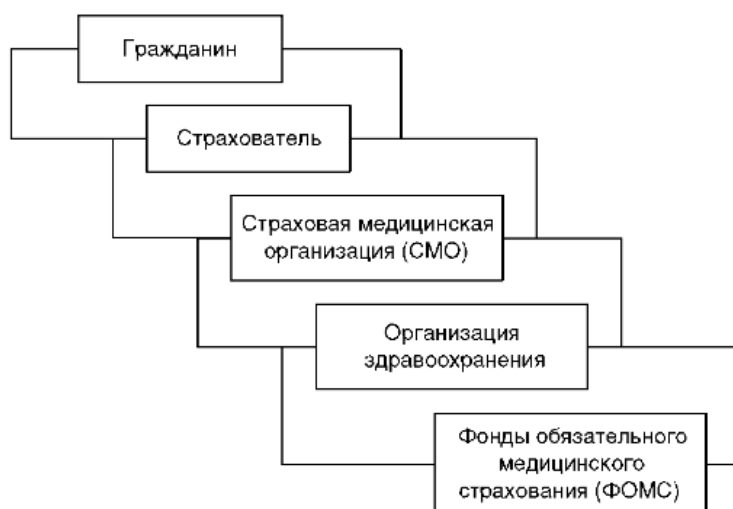 Гражданин
Страхователь
Страховая медицинская
организация (СМО)
Организация
здравоохранения
Фонды обязательного
медицинского
страхования (ФОМС)